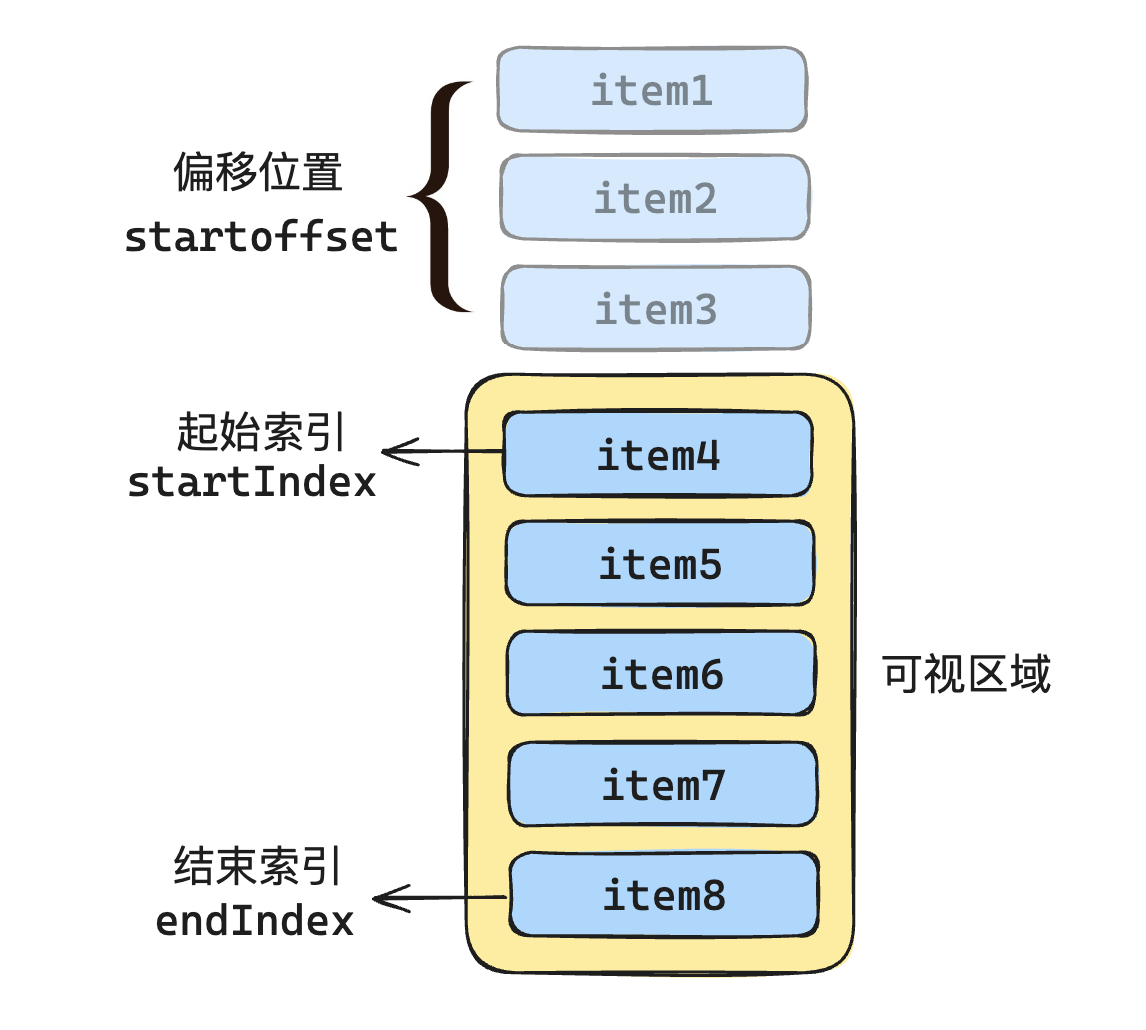 item1
偏移位置
item2
startoffset
item3
起始索引
item4
startIndex
item5
item6
可视区域
item7
结束索引
item8
endIndex